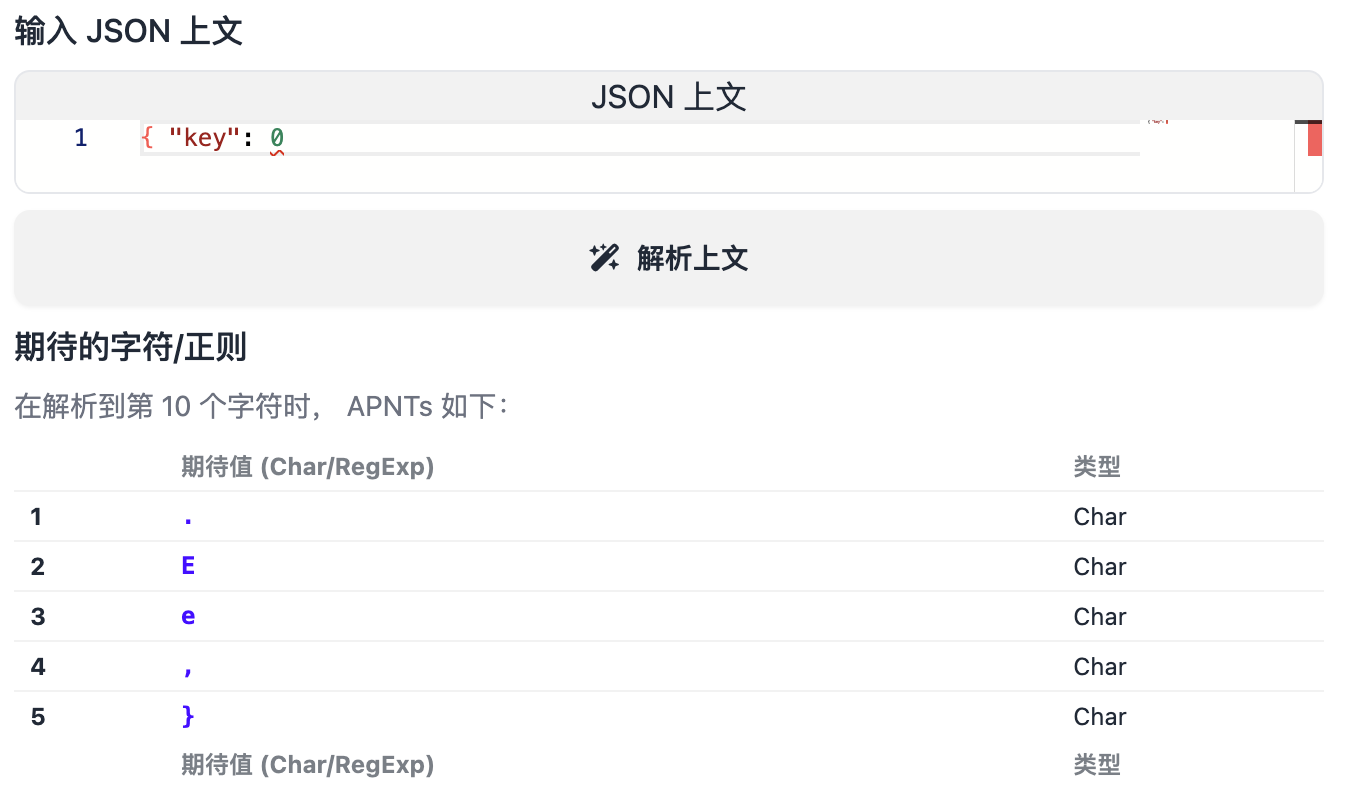 输入 JSON 上文
JSON 上文
1 { "key": 0
解析上文
期待的字符/正则
在解析到第 10 个字符时， APNTs 如下：
期待值 (Char/RegExp) 类型
1 . Char
2 E Char
3 e Char
4 , Char
5 } Char
期待值 (Char/RegExp) 类型